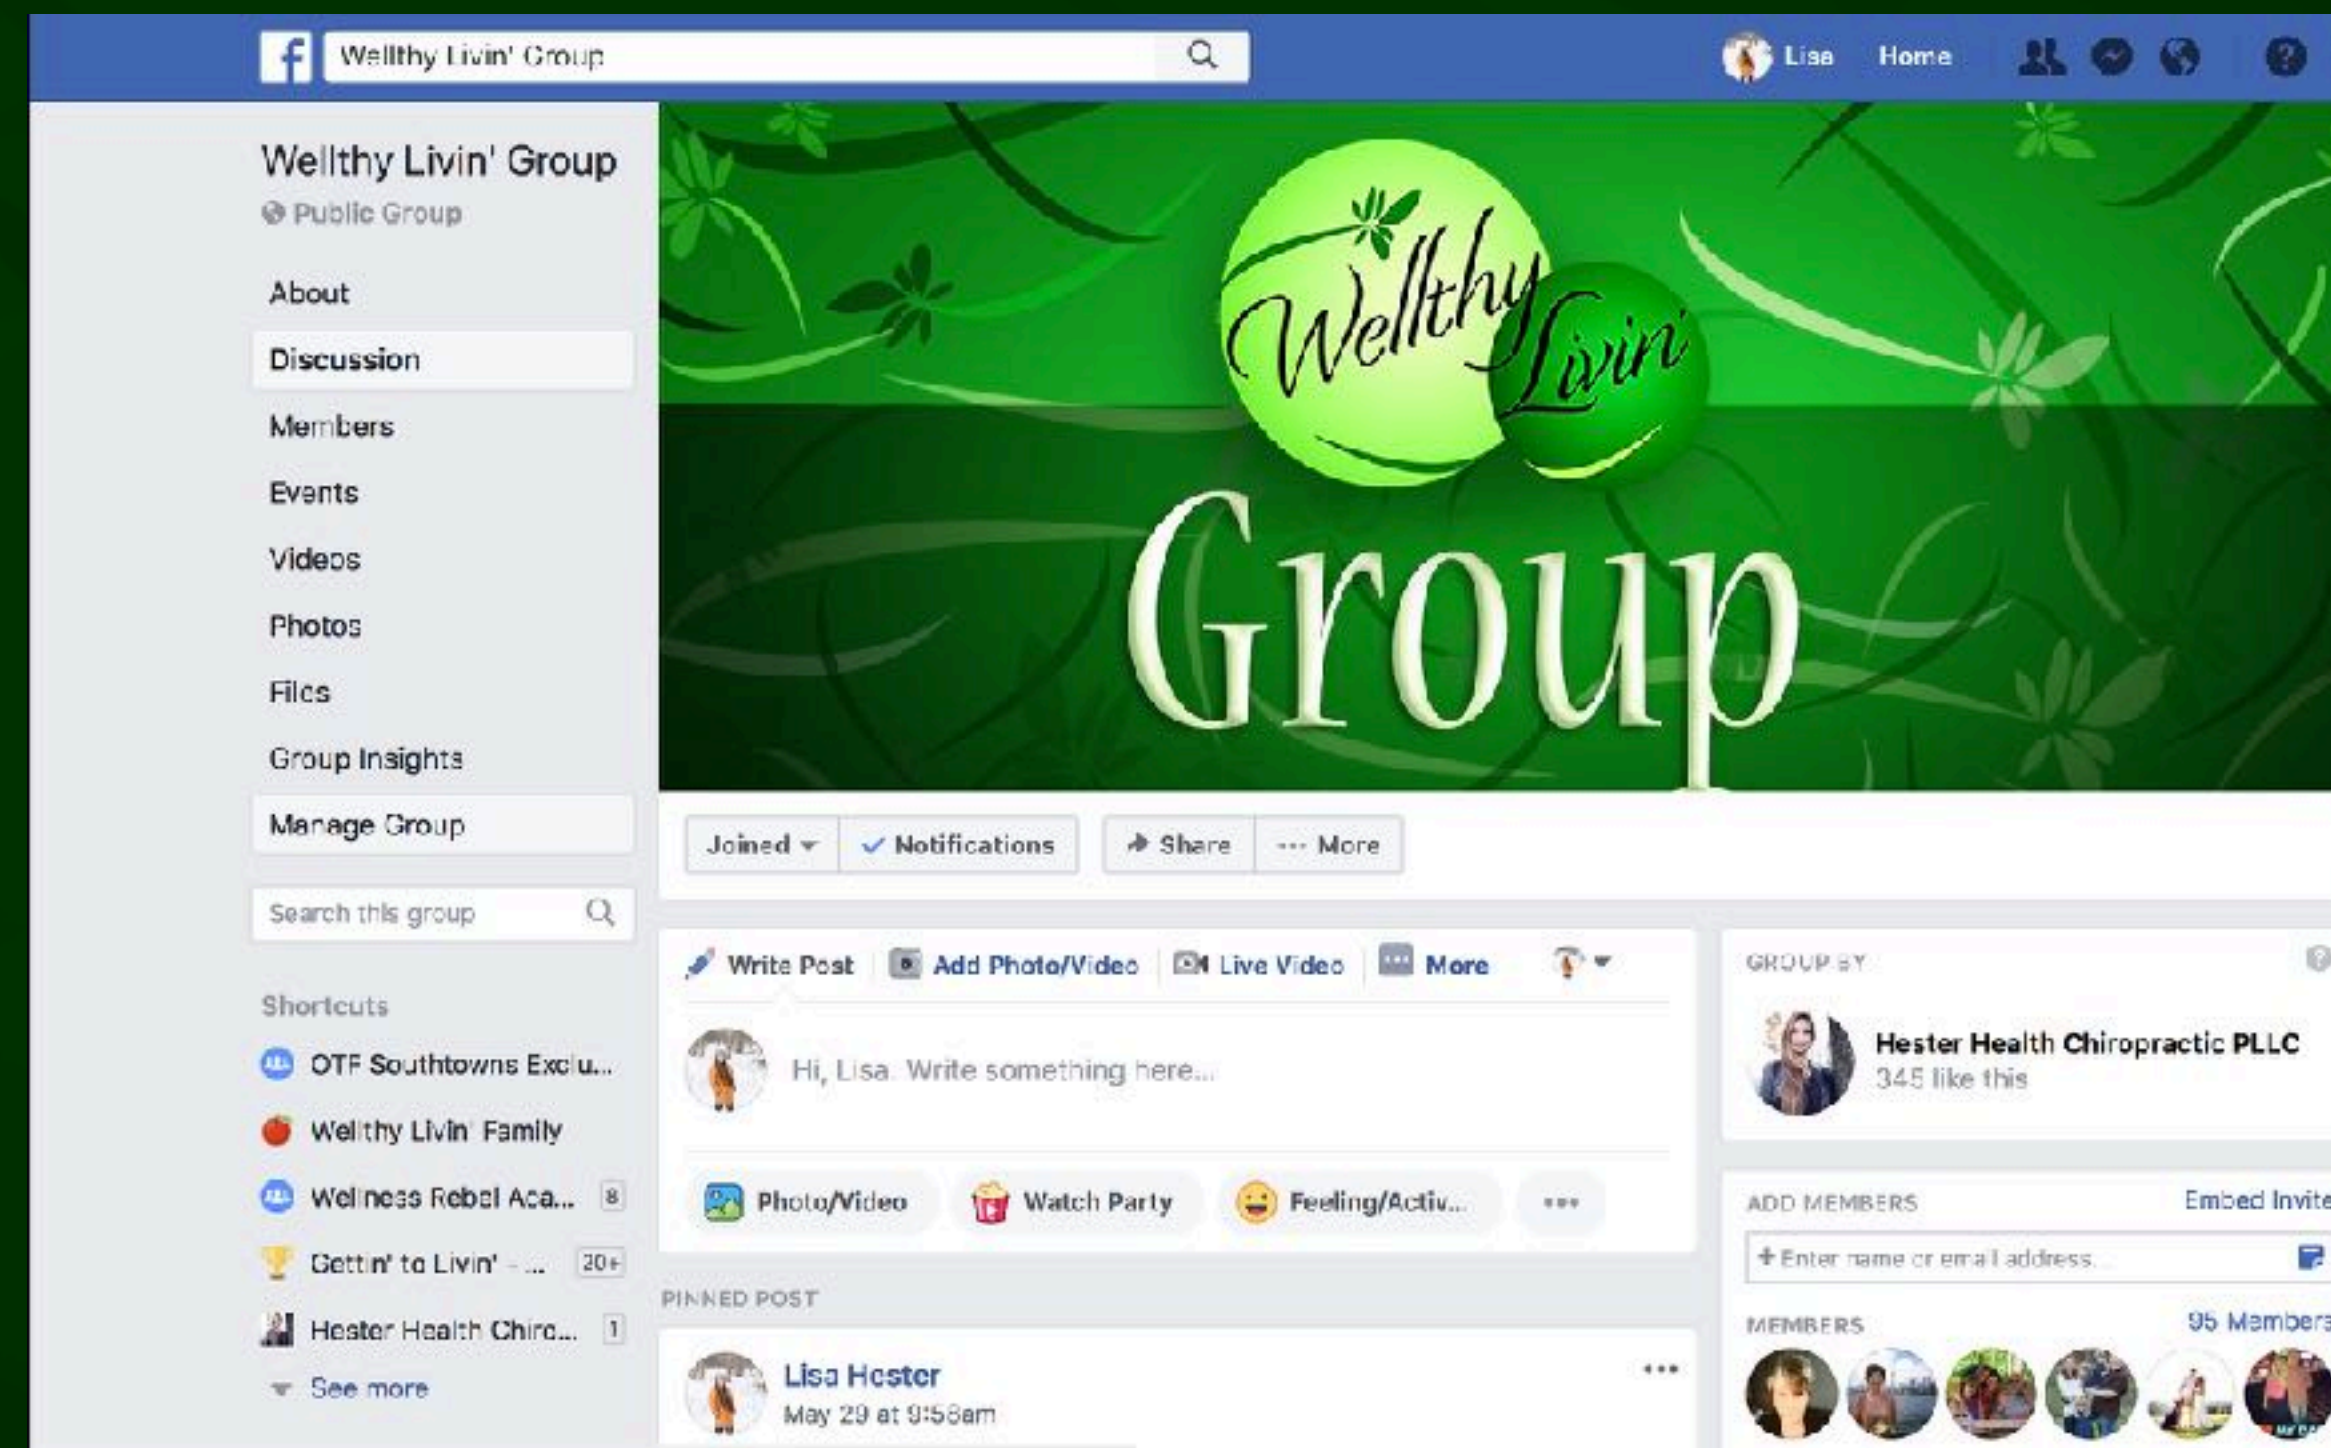 Wellthy Livin' Group
Lisa Home
Wellthy Livin' Group
Public Group
About
Discussion
Members
Events
Videos
Photos
Files
Group Insights
Manage Group
Search this group
Shortcuts
OTF Southtowns Exclu...
Wellthy Livin' Family
Wellness Rebel Aca... 8
Gettin' to Livin' - ... 20+
Hester Health Chiro... 1
See more
Wellthy
Livin'
Group
Joined Notifications Share ... More
Write Post Add Photo/Video Live Video More
Hi, Lisa. Write something here...
Photo/Video Watch Party Feeling/Activ... ...
PINNED POST
Lisa Hester
May 29 at 9:58am
GROUP BY
Hester Health Chiropractic PLLC
345 like this
ADD MEMBERS Embed Invite
+ Enter name or email address...
MEMBERS 95 Members